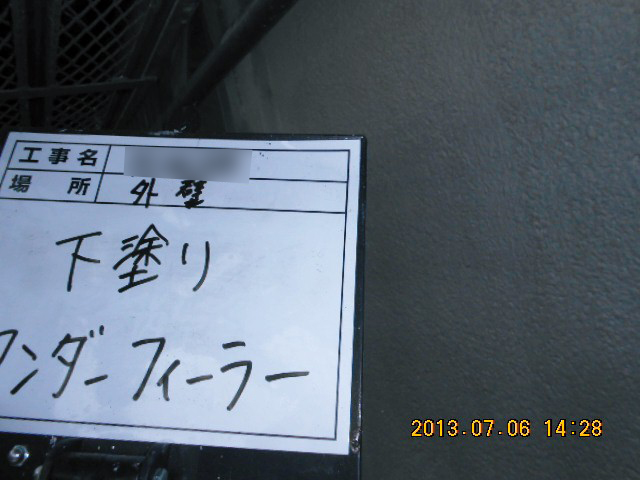 工事名
場所 外壁
下塗り
ンダーフィーラー
2013.07.06 14:28